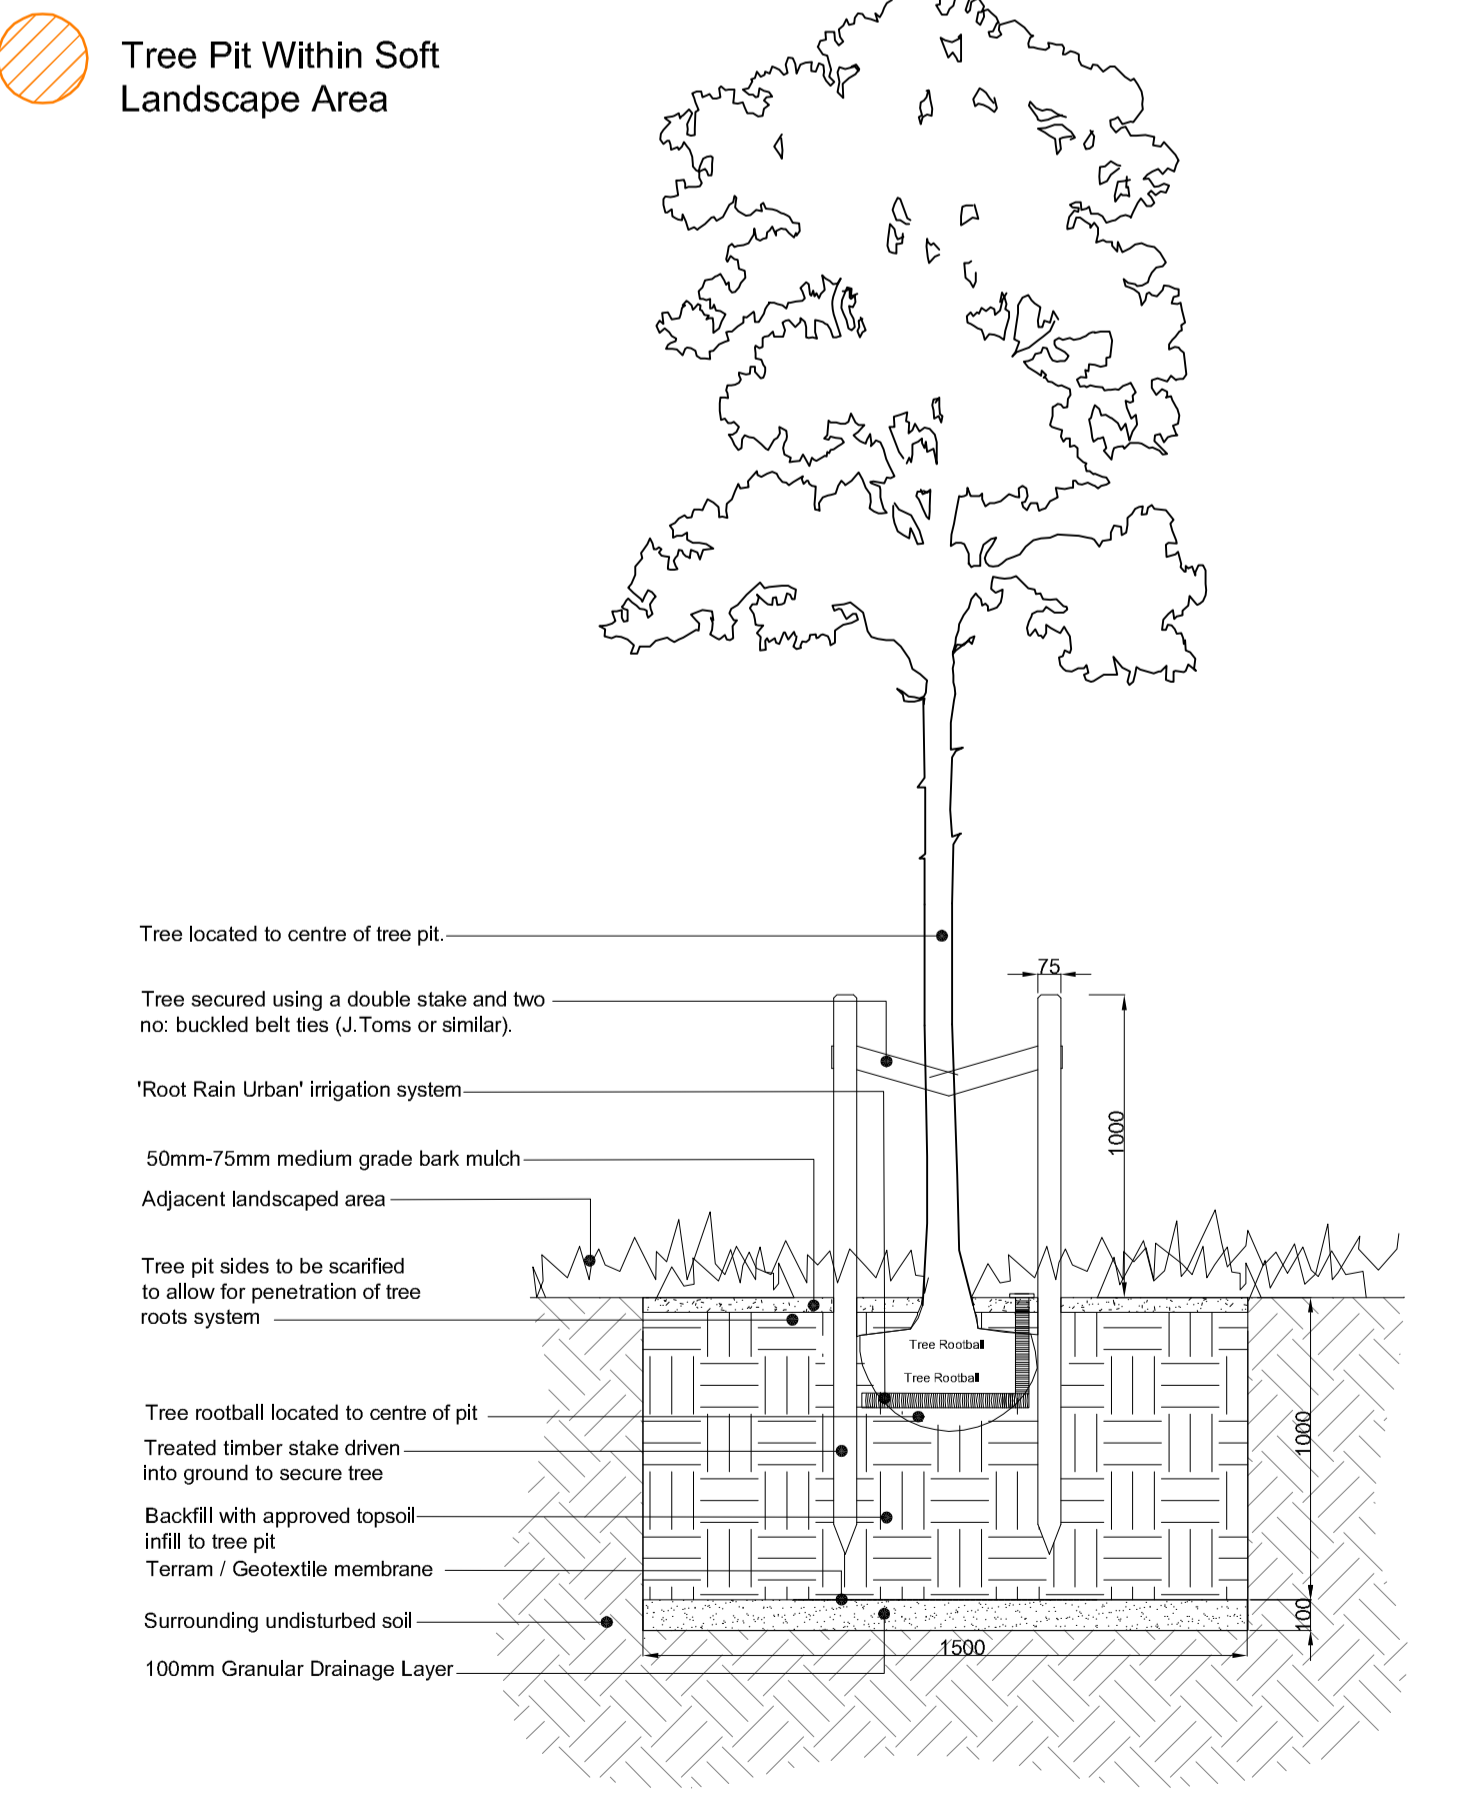 Tree Pit Within Soft
Landscape Area
Tree located to centre of tree pit.
75
Tree secured using a double stake and two
no: buckled belt ties (J.Toms or similar).
'Root Rain Urban' irrigation system
1000
50mm-75mm medium grade bark mulch
Adjacent landscaped area
Tree pit sides to be scarified
to allow for penetration of tree
roots system
Tree Rootball
Tree Rootball
Tree rootball located to centre of pit
1000
Treated timber stake driven
into ground to secure tree
Backfill with approved topsoil
infill to tree pit
Terram / Geotextile membrane
100
Surrounding undisturbed soil
1500
100mm Granular Drainage Layer